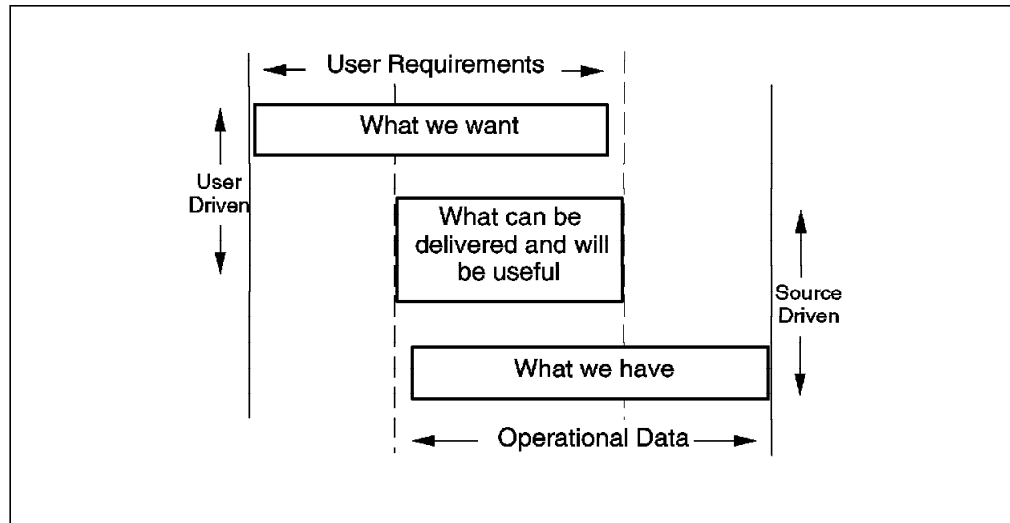 User Requirements
What we want
User
Driven
What can be
delivered and will
be useful
Source
Driven
What we have
Operational Data